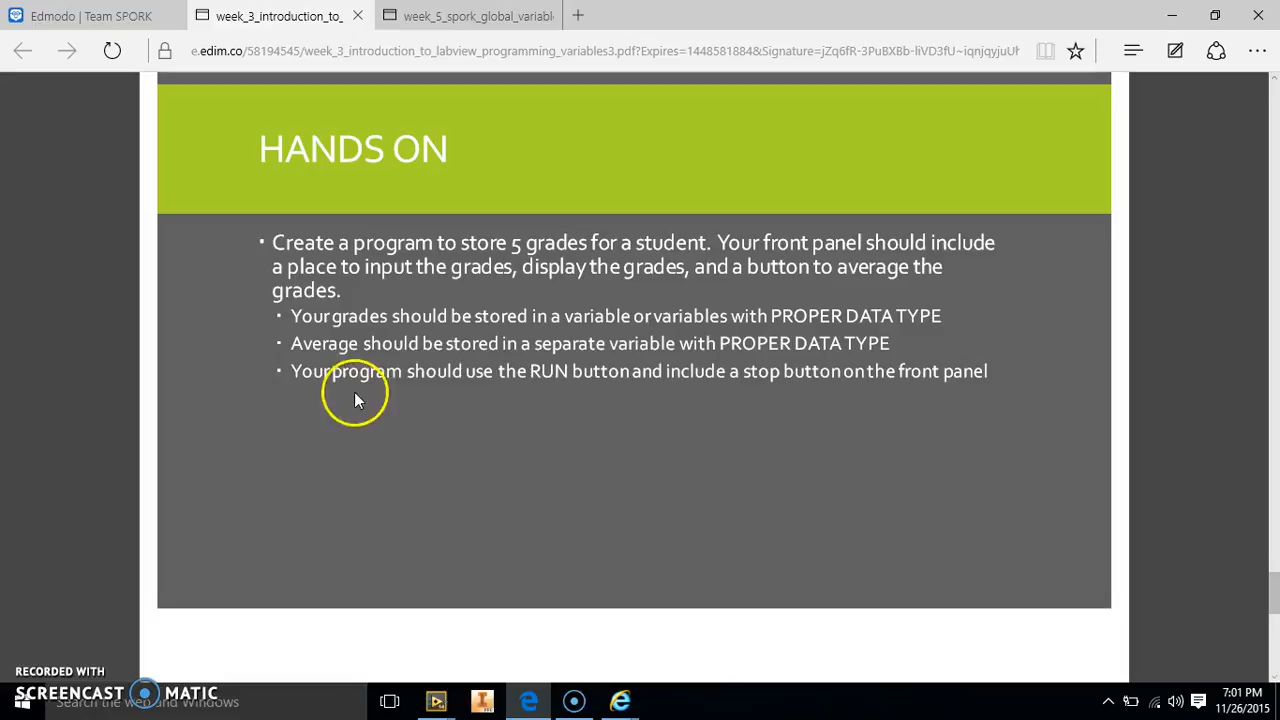 Edmodo | Team SPORK
week_3_introduction_to_
week_5_spork_global_variabl
e.edim.co/58194545/week_3_introduction_to_labview_programming_variables3.pdf?Expires=1448581884&Signature=jZq6fR-3PuBXBb-liVD3fU~iqnjqyjuUh
HANDS ON
• Create a program to store 5 grades for a student. Your front panel should include
a place to input the grades, display the grades, and a button to average the
grades.
• Your grades should be stored in a variable or variables with PROPER DATA TYPE
• Average should be stored in a separate variable with PROPER DATA TYPE
• Your program should use the RUN button and include a stop button on the front panel
RECORDED WITH
SCREENCAST MATIC
Search the web and Windows
7:01 PM
11/26/2015